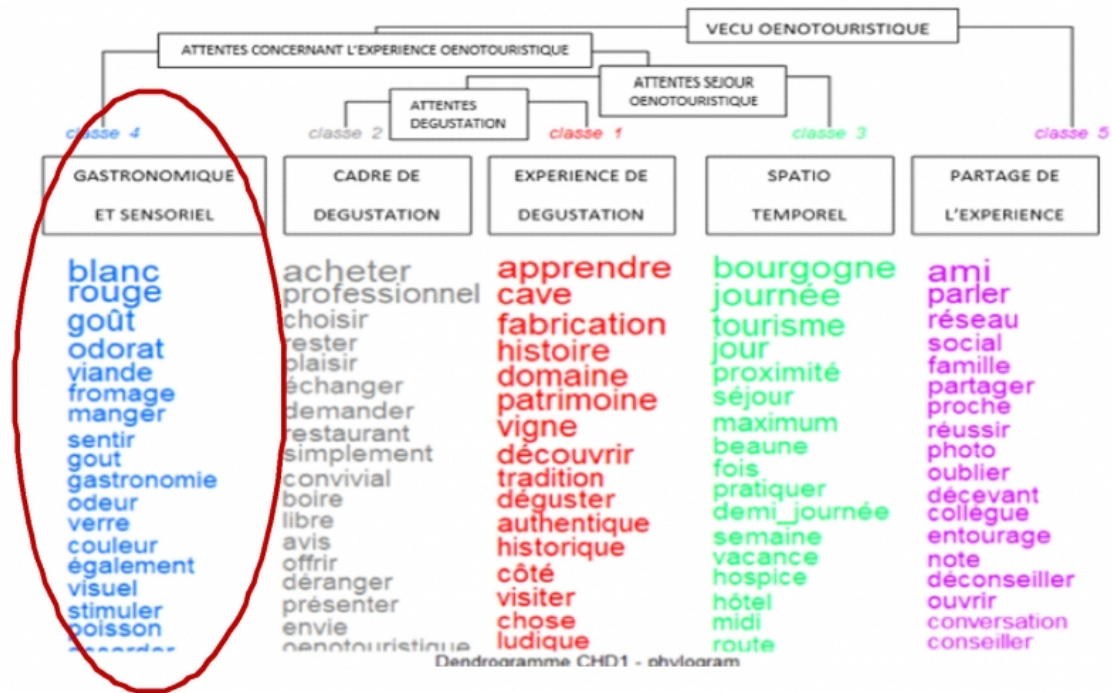 VECU OENOTOURISTIQUE
ATTENTES CONCERNANT L'EXPERIENCE OENOTOURISTIQUE
ATTENTES SEJOUR
OENOTOURISTIQUE
ATTENTES
DEGUSTATION
classe 4
classe 2
classe 1
classe 3
classe 5
GASTRONOMIQUE
ET SENSORIEL
CADRE DE
DEGUSTATION
EXPERIENCE DE
DEGUSTATION
SPATIO
TEMPOREL
PARTAGE DE
L'EXPERIENCE
blanc
rouge
goût
odorat
viande
fromage
manger
sentir
gout
gastronomie
odeur
verre
couleur
également
visuel
stimuler
poisson
accorder
acheter
professionnel
choisir
rester
plaisir
échanger
demander
restaurant
simplement
convivial
boire
libre
avis
offrir
déranger
présenter
envie
oenotouristique
apprendre
cave
fabrication
histoire
domaine
patrimoine
vigne
découvrir
tradition
déguster
authentique
historique
côté
visiter
chose
ludique
bourgogne
journée
tourisme
jour
proximité
séjour
maximum
beaune
fois
pratiquer
demi_journée
semaine
vacance
hospice
hôtel
midi
route
ami
parler
réseau
social
famille
partager
proche
réussir
photo
oublier
décevant
collègue
entourage
note
déconseiller
ouvrir
conversation
conseiller
Dendrogramme CHD1 - phylogram